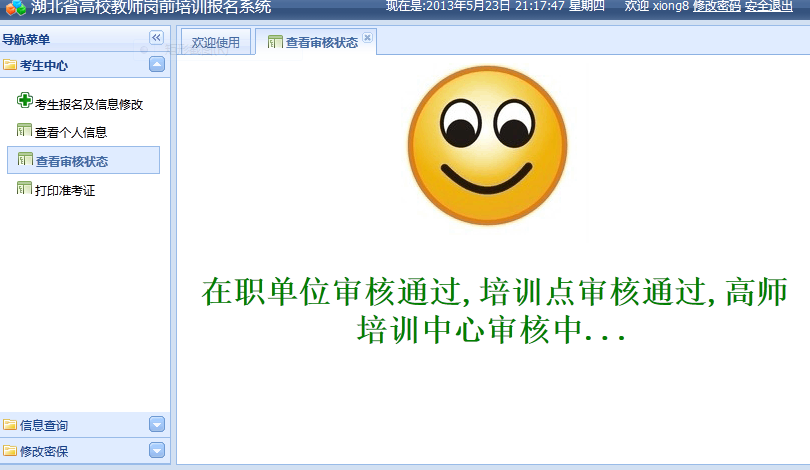 湖北省高校教师岗前培训报名系统
现在是:2013年5月23日 21:17:47 星期四 欢迎 xiong8 修改密码 安全退出
导航菜单
欢迎使用
查看审核状态
考生中心
考生报名及信息修改
查看个人信息
查看审核状态
打印准考证
在职单位审核通过,培训点审核通过,高师
培训中心审核中...
信息查询
修改密保